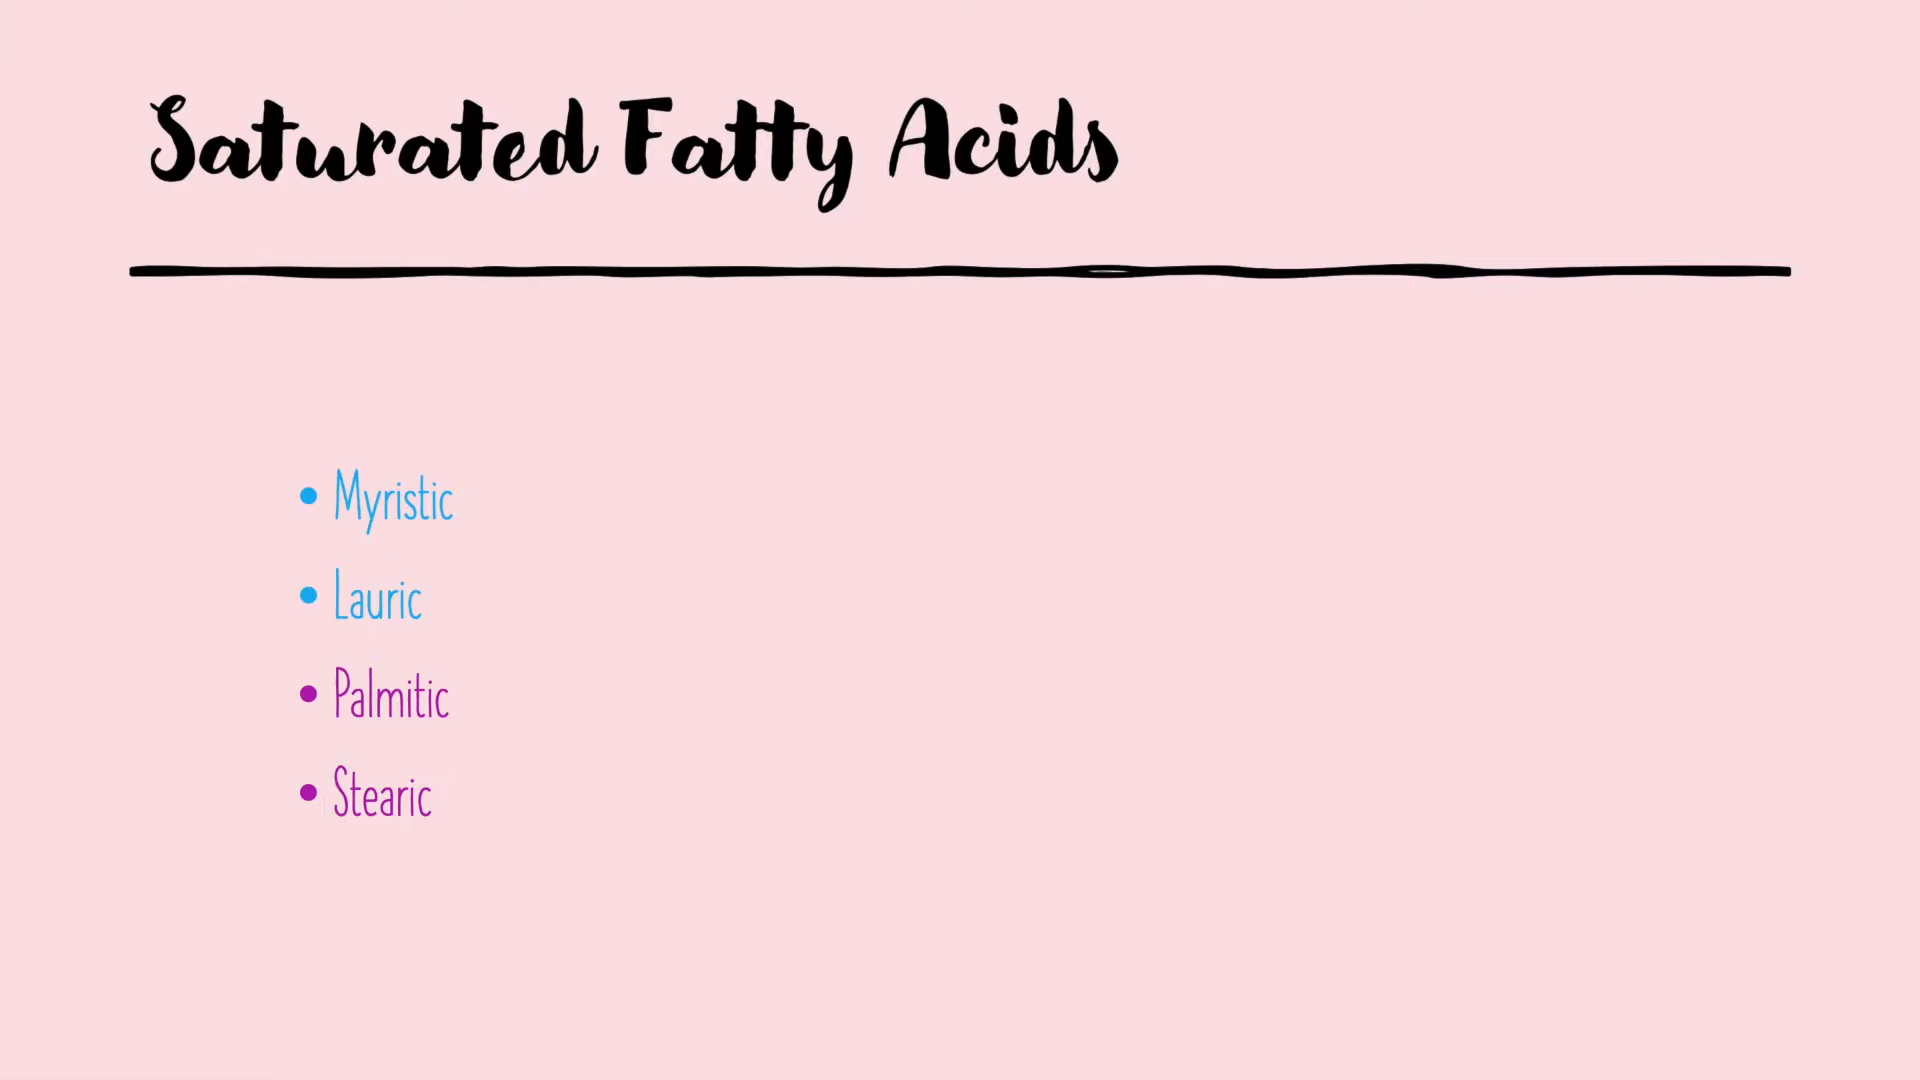 Saturated Fatty Acids
• Myristic
• Lauric
• Palmitic
• Stearic